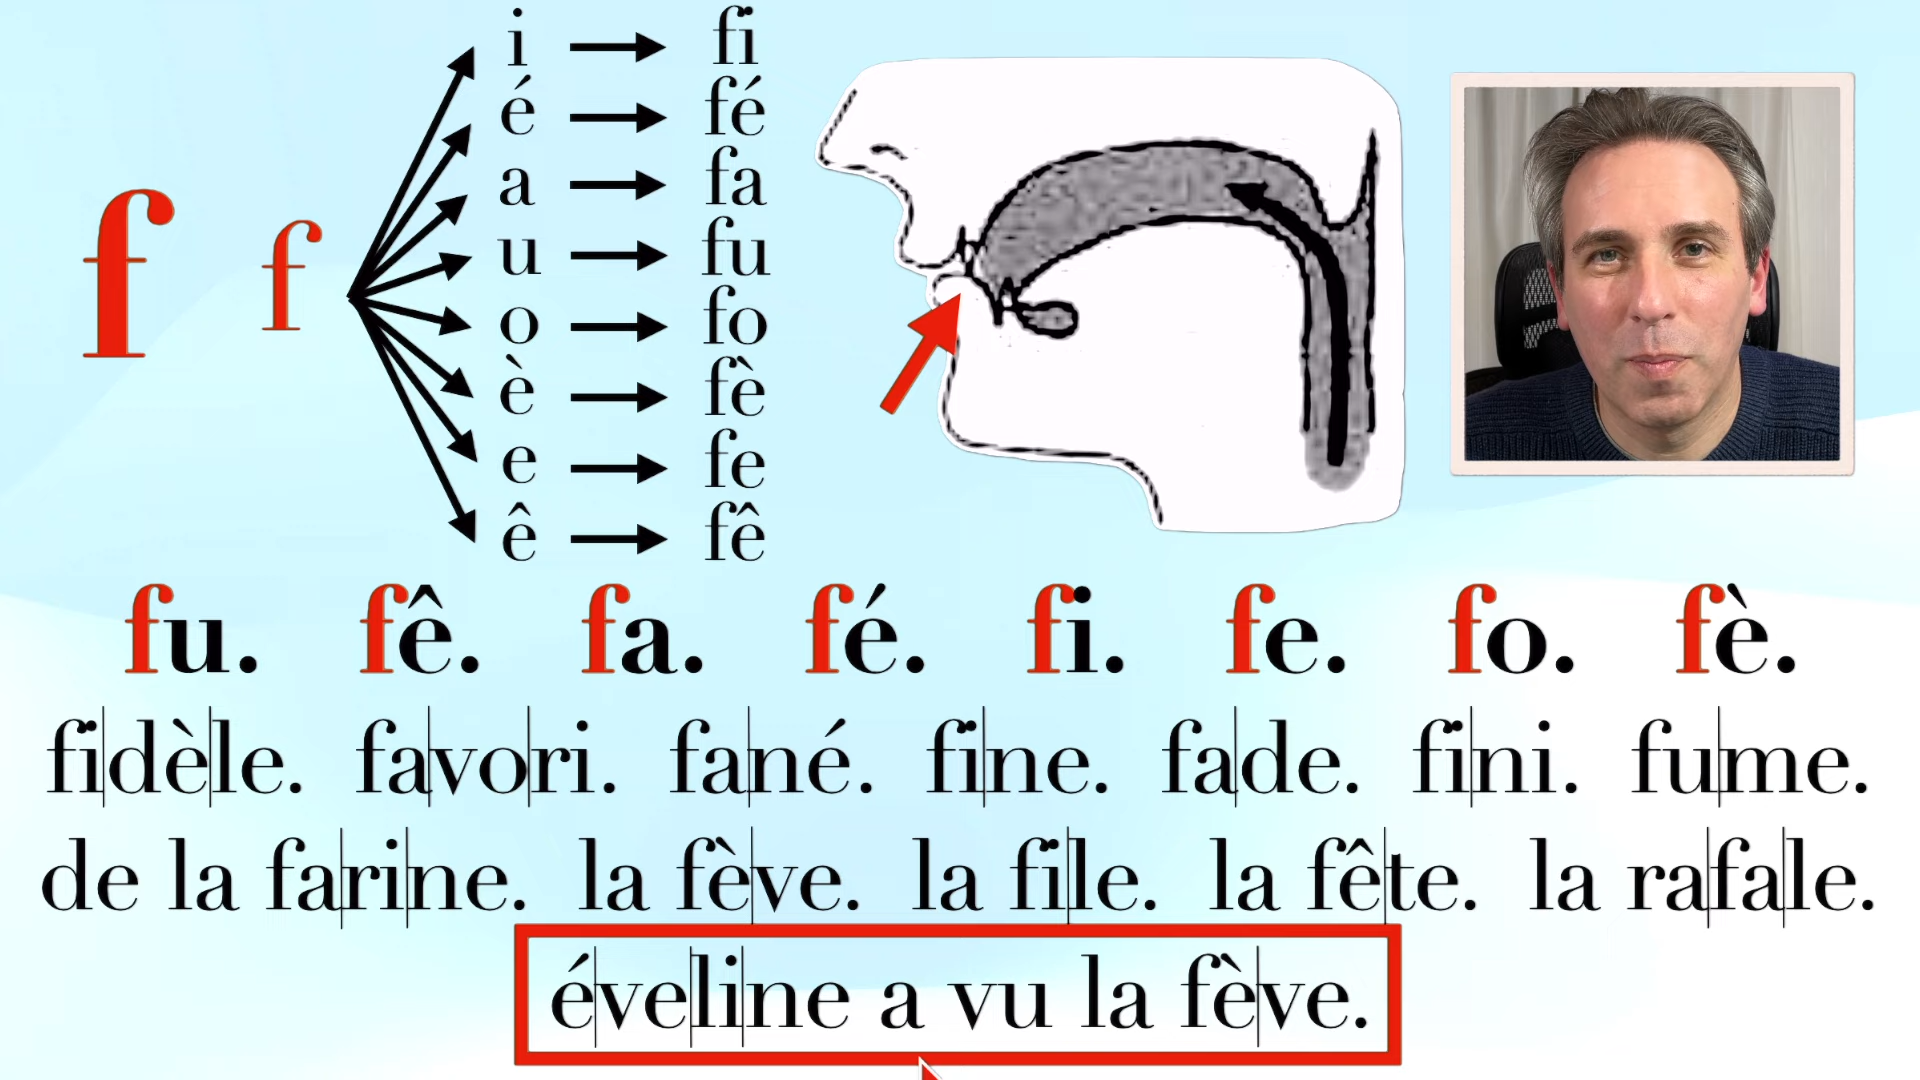 f f
i fi
é fé
a fa
u fu
o fo
è fè
e fe
ê fê
fu. fê. fa. fé. fi. fe. fo. fè.
fidèle. favori. fané. fine. fade. fini. fume.
de la farine. la fève. la file. la fête. la rafale.
éveline a vu la fève.